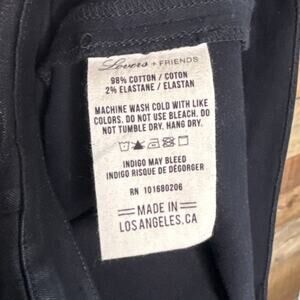 Lovers + FRIENDS
98% COTTON / COTON
2% ELASTANE / ELASTAN
MACHINE WASH COLD WITH LIKE
COLORS. DO NOT USE BLEACH. DO
NOT TUMBLE DRY. HANG DRY.
INDIGO MAY BLEED
INDIGO RISQUE DE DÉGORGER
RN 101680206
MADE IN
LOS ANGELES, CA